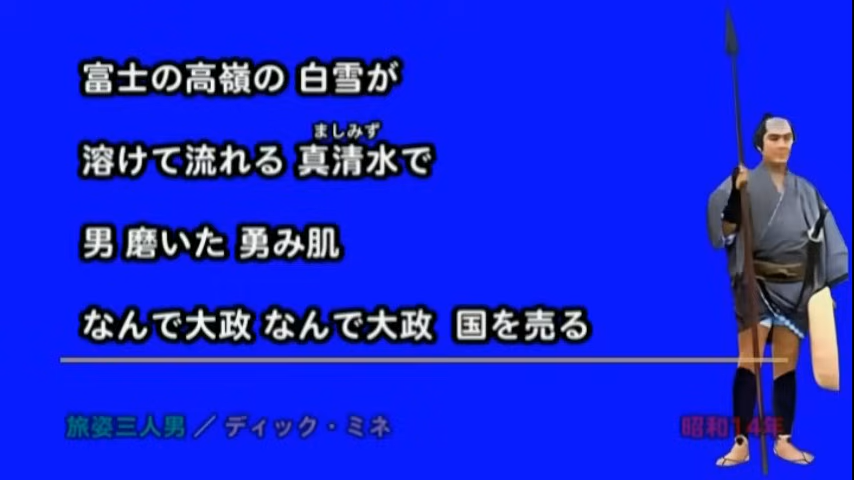 富士の高嶺の 白雪が
ましみず
溶けて流れる 真清水で
男 磨いた 勇み肌
なんで大政 なんで大政 国を売る
旅姿三人男 / ディック・ミネ 昭和14年